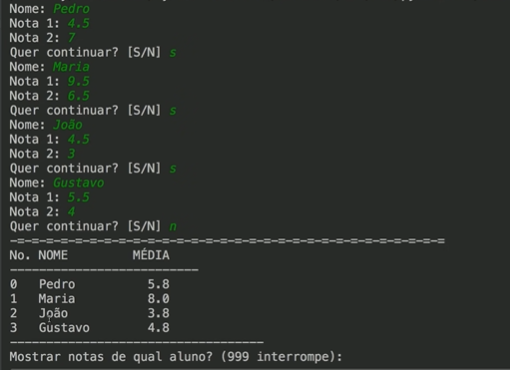 Nome: Pedro
Nota 1: 4.5
Nota 2: 7
Quer continuar? [S/N] s
Nome: Maria
Nota 1: 9.5
Nota 2: 6.5
Quer continuar? [S/N] s
Nome: João
Nota 1: 4.5
Nota 2: 3
Quer continuar? [S/N] s
Nome: Gustavo
Nota 1: 5.5
Nota 2: 4
Quer continuar? [S/N] n
-=-=-=-=-=-=-=-=-=-=-=-=-=-=-=-=-=-=-=-=-=-=-=-=-=-=-=-=-=-=
No. NOME         MÉDIA
--------------------------
0   Pedro          5.8
1   Maria          8.0
2   João           3.8
3   Gustavo        4.8
-----------------------------------
Mostrar notas de qual aluno? (999 interrompe):